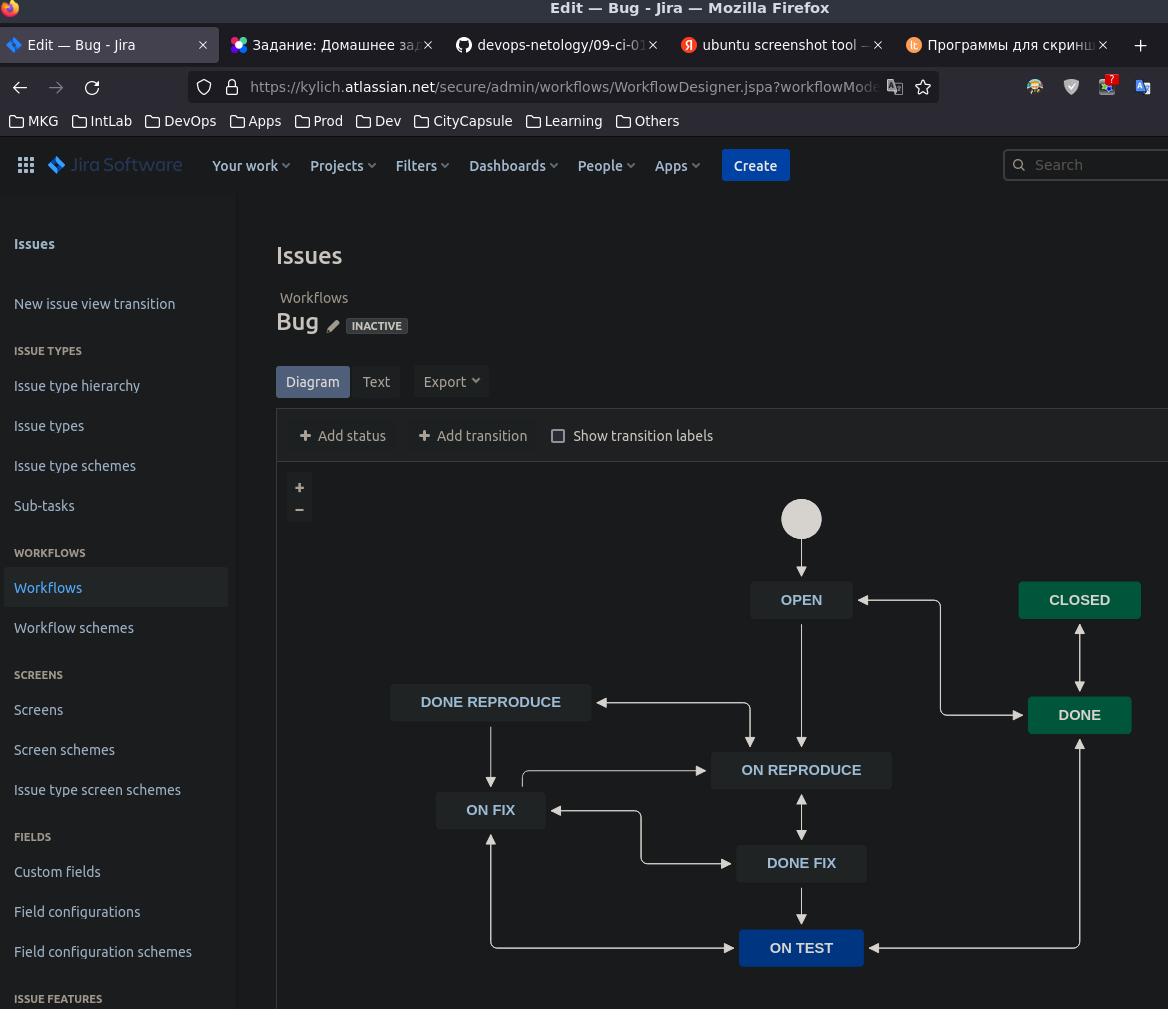 Edit — Bug - Jira — Mozilla Firefox
Edit — Bug - Jira
Задание: Домашнее зад
devops-netology/09-ci-01
ubuntu screenshot tool –
Программы для скринш
https://kylich.atlassian.net/secure/admin/workflows/WorkflowDesigner.jspa?workflowMode
MKG IntLab DevOps Apps Prod Dev CityCapsule Learning Others
Jira Software Your work Projects Filters Dashboards People Apps Create Search
Issues
New issue view transition
ISSUE TYPES
Issue type hierarchy
Issue types
Issue type schemes
Sub-tasks
WORKFLOWS
Workflows
Workflow schemes
SCREENS
Screens
Screen schemes
Issue type screen schemes
FIELDS
Custom fields
Field configurations
Field configuration schemes
ISSUE FEATURES
Issues
Workflows
Bug INACTIVE
Diagram Text Export
+ Add status + Add transition Show transition labels
+
−
OPEN
CLOSED
DONE REPRODUCE
DONE
ON REPRODUCE
ON FIX
DONE FIX
ON TEST